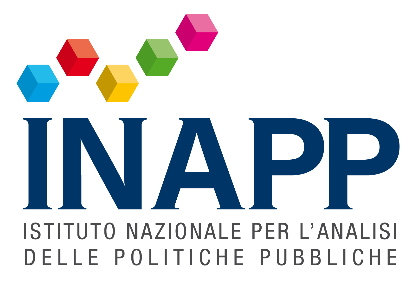 INAPP
ISTITUTO NAZIONALE PER L'ANALISI
DELLE POLITICHE PUBBLICHE